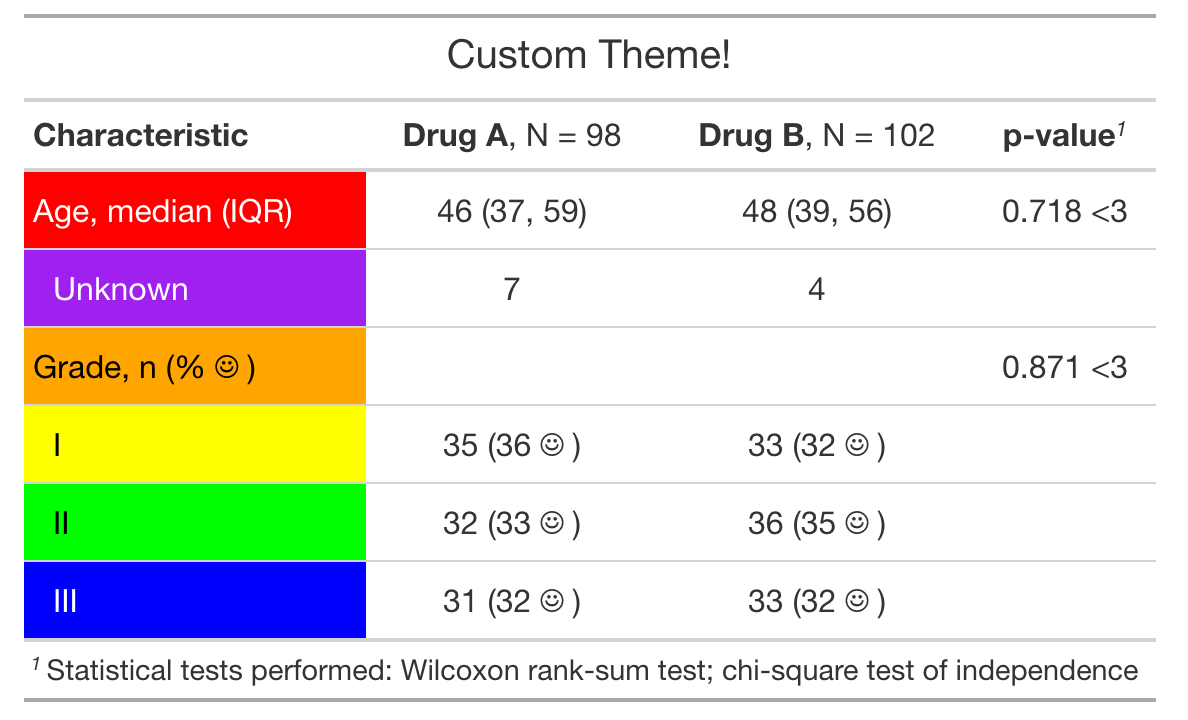 Custom Theme!
Characteristic Drug A, N = 98 Drug B, N = 102 p-value1
Age, median (IQR) 46 (37, 59) 48 (39, 56) 0.718 <3
Unknown 7 4
Grade, n (% ☺ ) 0.871 <3
I 35 (36 ☺ ) 33 (32 ☺ )
II 32 (33 ☺ ) 36 (35 ☺ )
III 31 (32 ☺ ) 33 (32 ☺ )
1 Statistical tests performed: Wilcoxon rank-sum test; chi-square test of independence